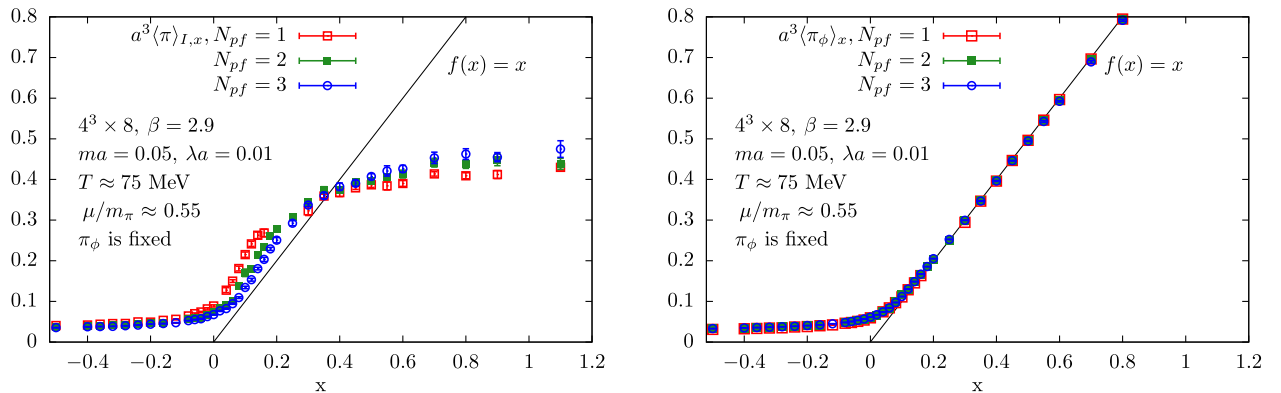 0.8
0.7
0.6
0.5
0.4
0.3
0.2
0.1
0
−0.4 −0.2 0 0.2 0.4 0.6 0.8 1 1.2
x
a³⟨π⟩_{I,x}, N_{pf} = 1
N_{pf} = 2
N_{pf} = 3
f(x) = x
4³ × 8, β = 2.9
ma = 0.05, λa = 0.01
T ≈ 75 MeV
μ/m_π ≈ 0.55
π_ϕ is fixed
0.8
0.7
0.6
0.5
0.4
0.3
0.2
0.1
0
−0.4 −0.2 0 0.2 0.4 0.6 0.8 1 1.2
x
a³⟨π_ϕ⟩_x, N_{pf} = 1
N_{pf} = 2
N_{pf} = 3
f(x) = x
4³ × 8, β = 2.9
ma = 0.05, λa = 0.01
T ≈ 75 MeV
μ/m_π ≈ 0.55
π_ϕ is fixed